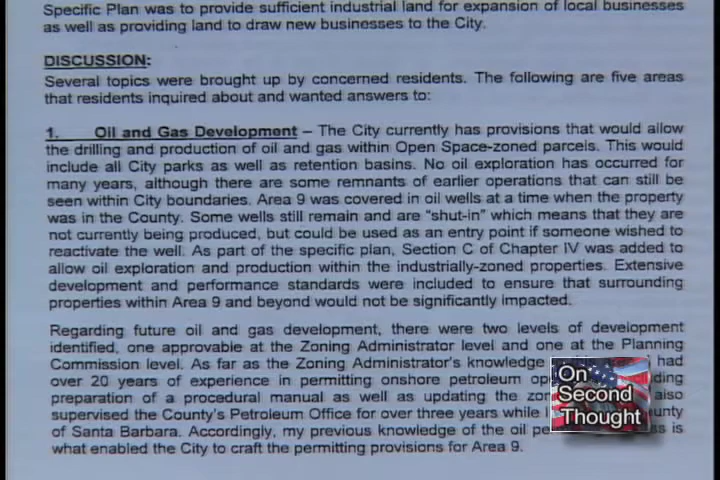 Specific Plan was to provide sufficient industrial land for expansion of local businesses
as well as providing land to draw new businesses to the City.
DISCUSSION:
Several topics were brought up by concerned residents. The following are five areas
that residents inquired about and wanted answers to:
1. Oil and Gas Development – The City currently has provisions that would allow
the drilling and production of oil and gas within Open Space-zoned parcels. This would
include all City parks as well as retention basins. No oil exploration has occurred for
many years, although there are some remnants of earlier operations that can still be
seen within City boundaries. Area 9 was covered in oil wells at a time when the property
was in the County. Some wells still remain and are "shut-in" which means that they are
not currently being produced, but could be used as an entry point if someone wished to
reactivate the well. As part of the specific plan, Section C of Chapter IV was added to
allow oil exploration and production within the industrially-zoned properties. Extensive
development and performance standards were included to ensure that surrounding
properties within Area 9 and beyond would not be significantly impacted.
Regarding future oil and gas development, there were two levels of development
identified, one approvable at the Zoning Administrator level and one at the Planning
Commission level. As far as the Zoning Administrator's knowledge had
over 20 years of experience in permitting onshore petroleum
preparation of a procedural manual as well as updating the also
supervised the County's Petroleum Office for over three years while
of Santa Barbara. Accordingly, my previous knowledge of the oil is
what enabled the City to craft the permitting provisions for Area 9.
On
Second
Thought